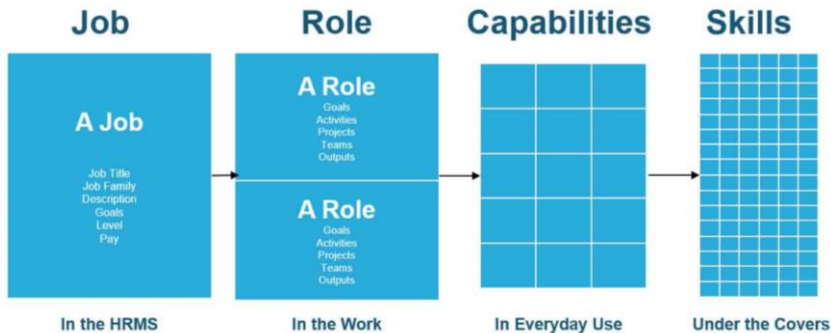 Job
Role
Capabilities
Skills
A Job
Job Title
Job Family
Description
Goals
Level
Pay
A Role
Goals
Activities
Projects
Teams
Outputs
A Role
Goals
Activities
Projects
Teams
Outputs
In the HRMS
In the Work
In Everyday Use
Under the Covers